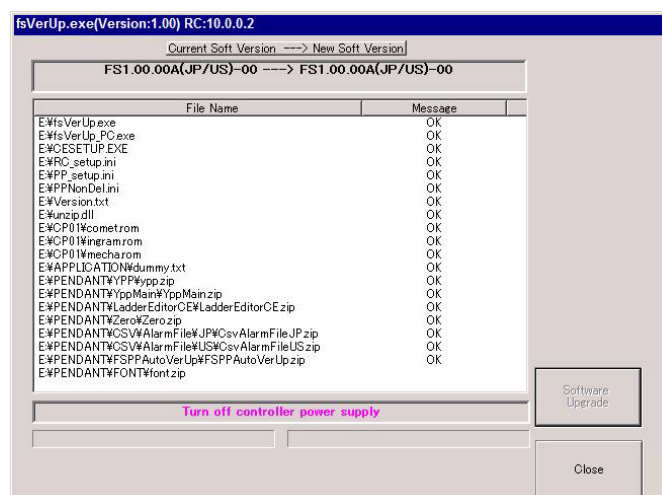 fsVerUp.exe(Version:1.00) RC:10.0.0.2
Current Soft Version ---> New Soft Version
FS1.00.00A(JP/US)-00 ---> FS1.00.00A(JP/US)-00
File Name Message
E:¥fsVerUp.exe OK
E:¥fsVerUp_PC.exe OK
E:¥CESETUP.EXE OK
E:¥RC_setup.ini OK
E:¥PP_setup.ini OK
E:¥PPNonDel.ini OK
E:¥Version.txt OK
E:¥unzip.dll OK
E:¥CP01¥comet.rom OK
E:¥CP01¥ingram.rom OK
E:¥CP01¥mecha.rom OK
E:¥APPLICATION¥dummy.txt OK
E:¥PENDANT¥YPP¥ypp.zip OK
E:¥PENDANT¥YppMain¥YppMain.zip OK
E:¥PENDANT¥LadderEditorCE¥LadderEditorCE.zip OK
E:¥PENDANT¥Zero¥Zero.zip OK
E:¥PENDANT¥CSV¥AlarmFile¥JP¥CsvAlarmFileJP.zip OK
E:¥PENDANT¥CSV¥AlarmFile¥US¥CsvAlarmFileUS.zip OK
E:¥PENDANT¥FSPPAutoVerUp¥FSPPAutoVerUp.zip OK
E:¥PENDANT¥FONT¥font.zip
Software
Upgrade
Turn off controller power supply
Close